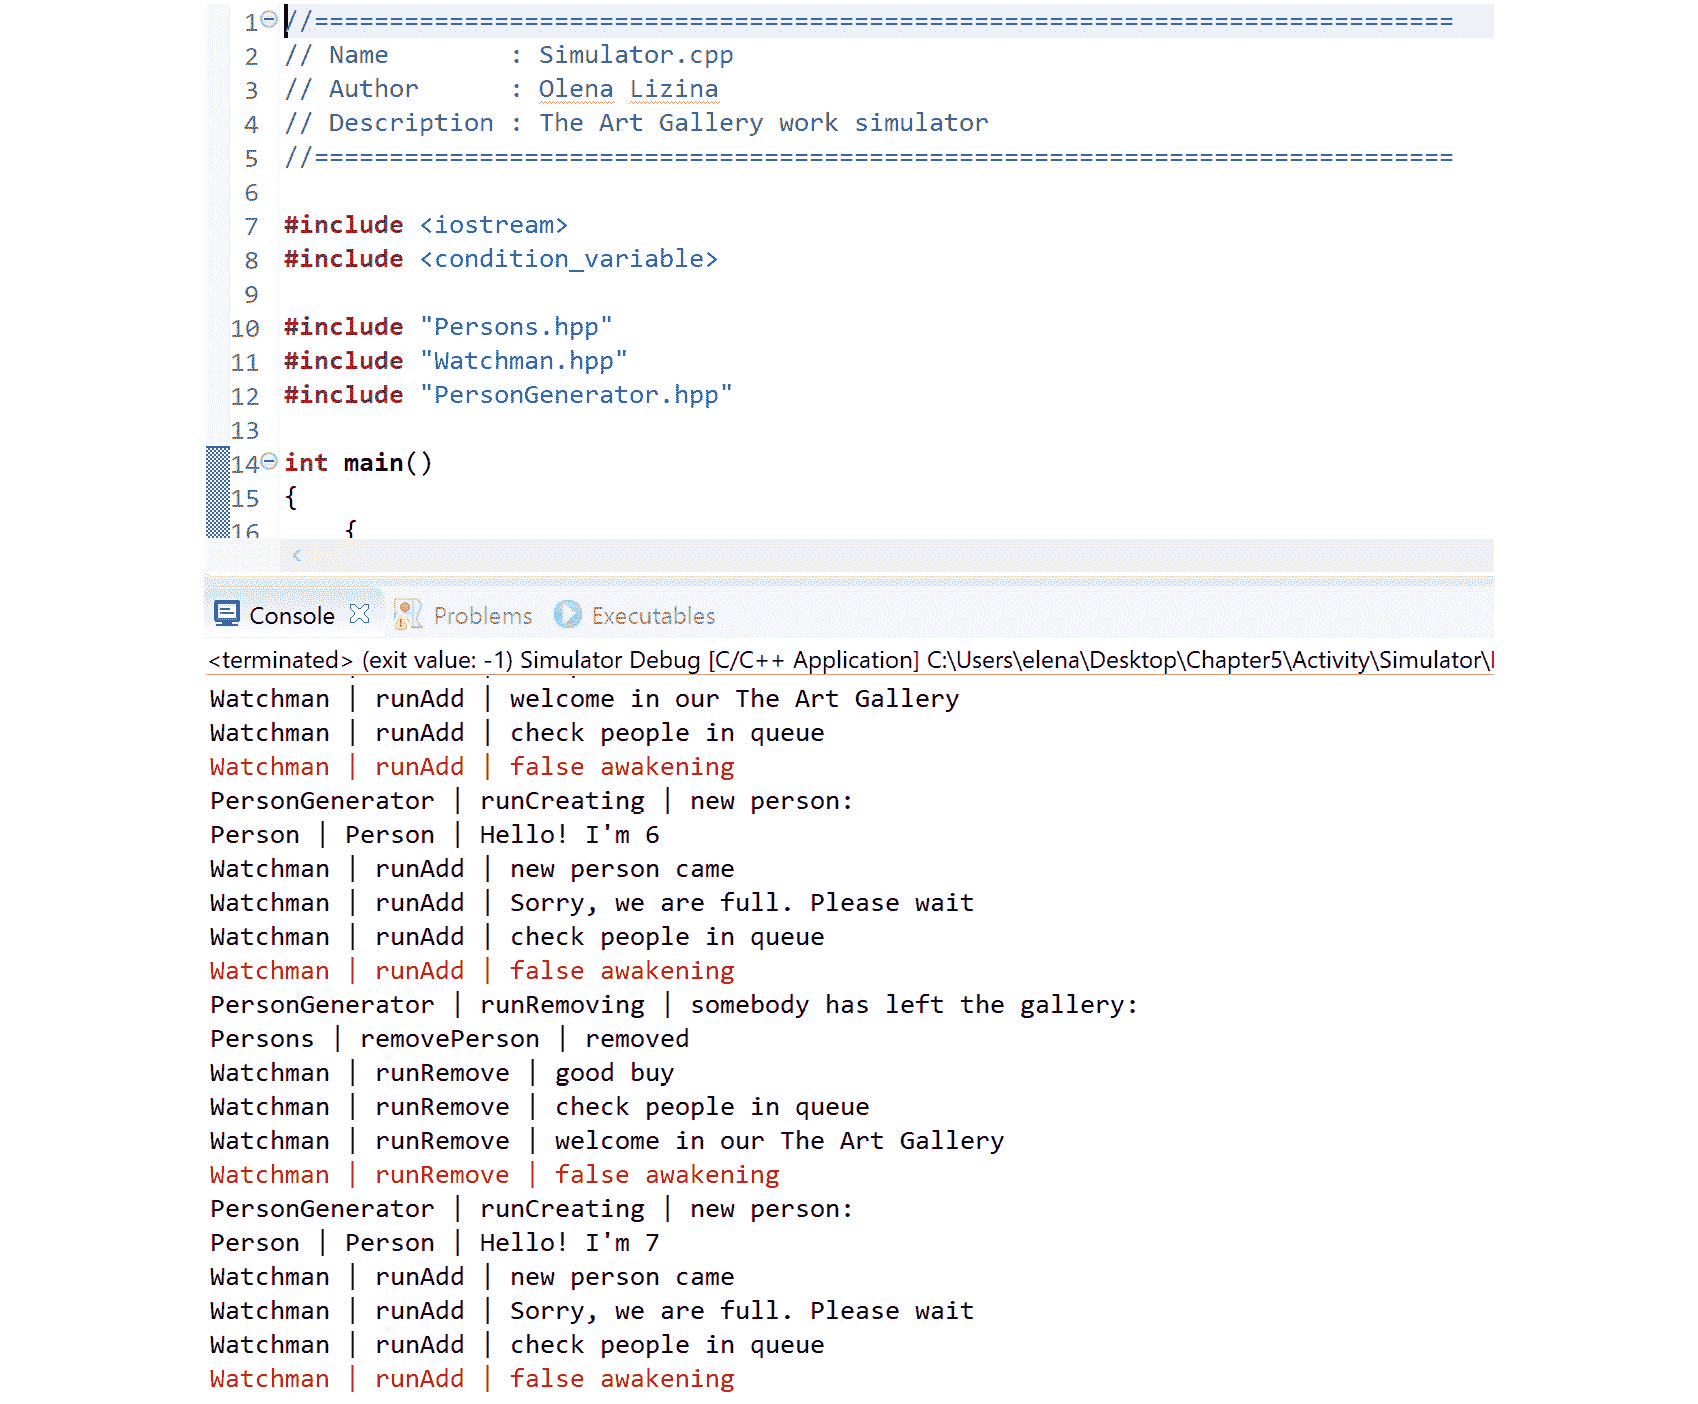 1 //============================================================================
2 // Name        : Simulator.cpp
3 // Author      : Olena Lizina
4 // Description : The Art Gallery work simulator
5 //============================================================================
6
7 #include <iostream>
8 #include <condition_variable>
9
10 #include "Persons.hpp"
11 #include "Watchman.hpp"
12 #include "PersonGenerator.hpp"
13
14 int main()
15 {
16     {
Console Problems Executables
<terminated> (exit value: -1) Simulator Debug [C/C++ Application] C:\Users\elena\Desktop\Chapter5\Activity\Simulator\
Watchman | runAdd | welcome in our The Art Gallery
Watchman | runAdd | check people in queue
Watchman | runAdd | false awakening
PersonGenerator | runCreating | new person:
Person | Person | Hello! I'm 6
Watchman | runAdd | new person came
Watchman | runAdd | Sorry, we are full. Please wait
Watchman | runAdd | check people in queue
Watchman | runAdd | false awakening
PersonGenerator | runRemoving | somebody has left the gallery:
Persons | removePerson | removed
Watchman | runRemove | good buy
Watchman | runRemove | check people in queue
Watchman | runRemove | welcome in our The Art Gallery
Watchman | runRemove | false awakening
PersonGenerator | runCreating | new person:
Person | Person | Hello! I'm 7
Watchman | runAdd | new person came
Watchman | runAdd | Sorry, we are full. Please wait
Watchman | runAdd | check people in queue
Watchman | runAdd | false awakening